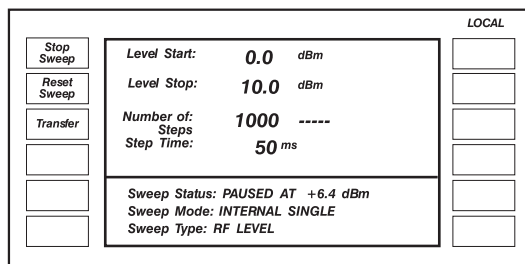 LOCAL
Stop
Sweep
Reset
Sweep
Transfer
Level Start: 0.0 dBm
Level Stop: 10.0 dBm
Number of: 1000 -----
Steps
Step Time: 50 ms
Sweep Status: PAUSED AT +6.4 dBm
Sweep Mode: INTERNAL SINGLE
Sweep Type: RF LEVEL